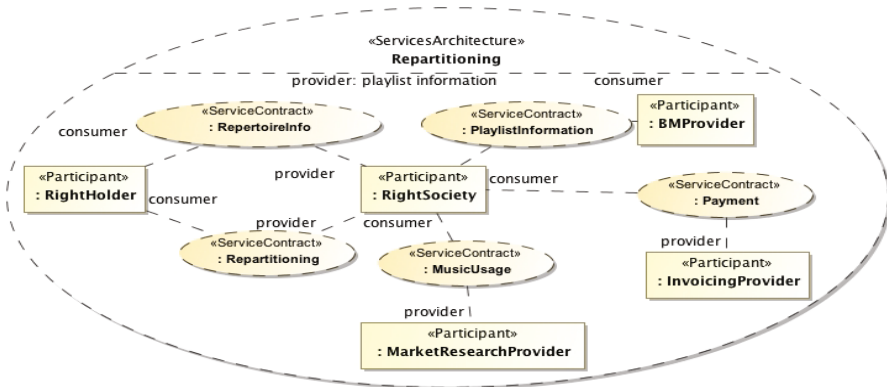 «ServicesArchitecture»
Repartitioning
provider: playlist information
consumer
«ServiceContract»
: RepertoireInfo
«ServiceContract»
: PlaylistInformation
«Participant»
: BMProvider
consumer
provider
«Participant»
: RightHolder
consumer
«Participant»
: RightSociety
consumer
«ServiceContract»
: Payment
provider
consumer
«ServiceContract»
: Repartitioning
«ServiceContract»
: MusicUsage
provider
«Participant»
: InvoicingProvider
provider
«Participant»
: MarketResearchProvider